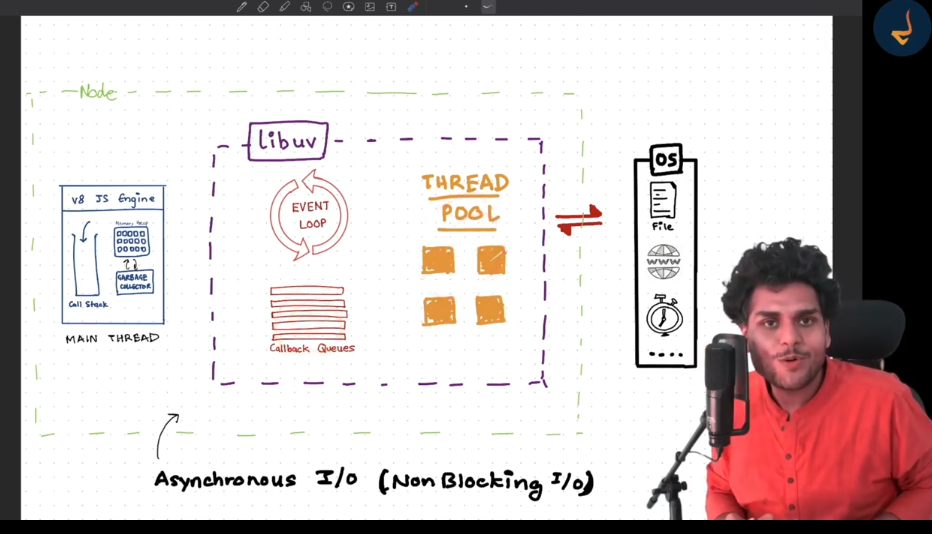 Node
libuv
OS
THREAD
POOL
V8 JS Engine
EVENT
LOOP
Memory Heap
File
GARBAGE
COLLECTOR
www
Call Stack
MAIN THREAD
Callback Queues
Asynchronous I/O (Non Blocking I/O)